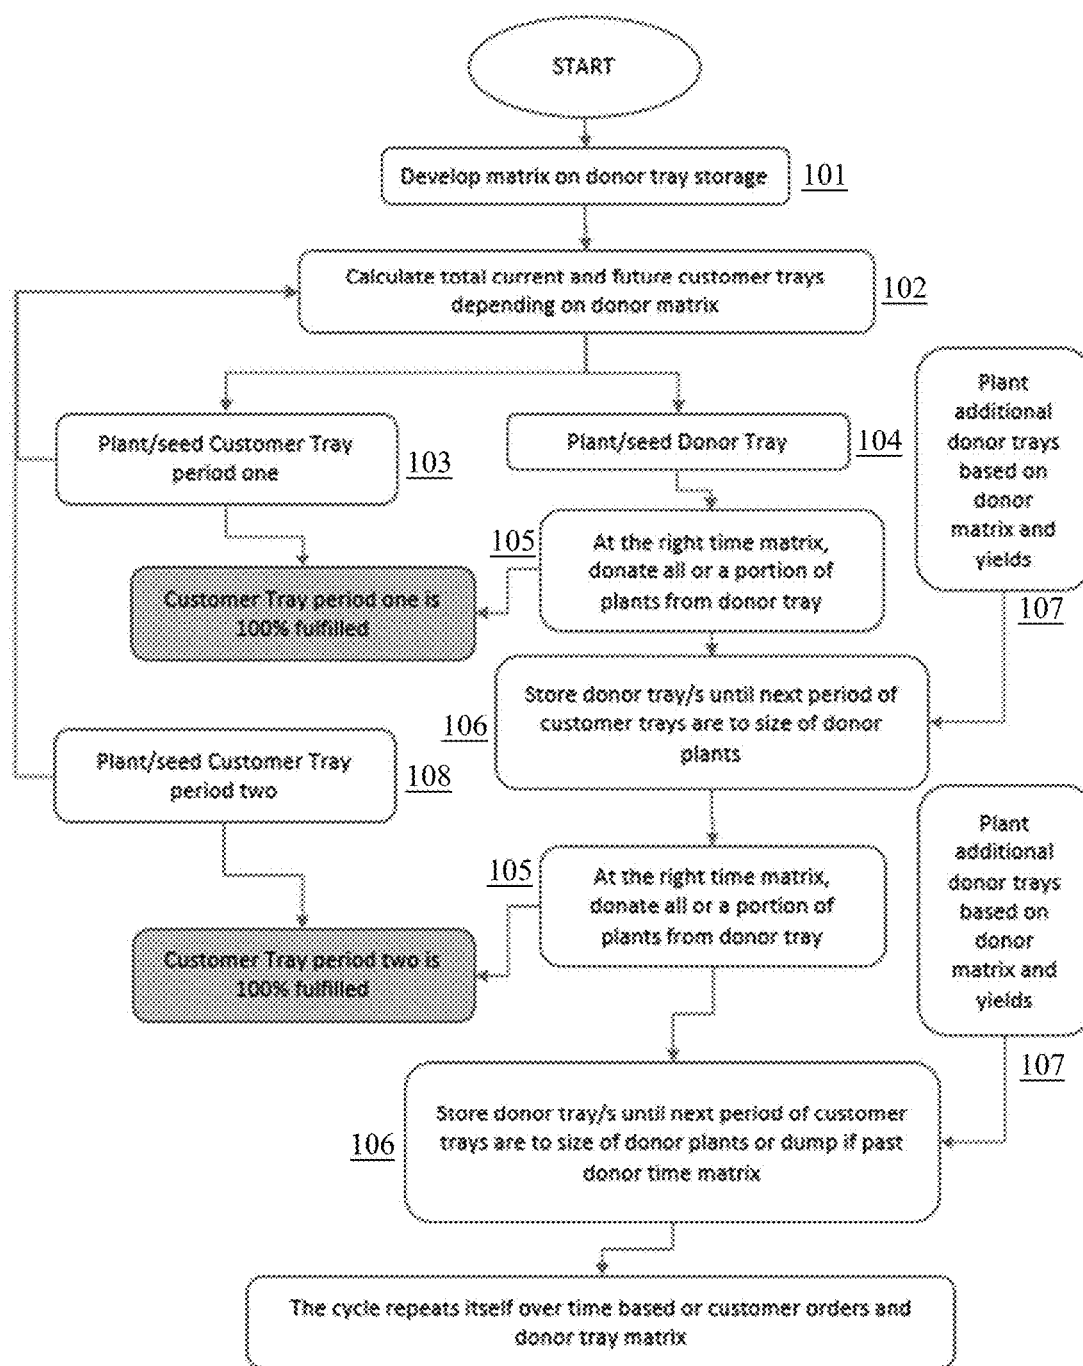 START
Develop matrix on donor tray storage
101
Calculate total current and future customer trays
depending on donor matrix
102
Plant/seed Customer Tray
period one
103
Plant/seed Donor Tray
104
Plant
additional
donor trays
based on
donor
matrix and
yields
107
105
At the right time matrix,
donate all or a portion of
plants from donor tray
Customer Tray period one is
100% fulfilled
106
Store donor tray/s until next period of
customer trays are to size of donor
plants
Plant/seed Customer Tray
period two
108
Plant
additional
donor trays
based on
donor
matrix and
yields
107
105
At the right time matrix,
donate all or a portion of
plants from donor tray
Customer Tray period two is
100% fulfilled
106
Store donor tray/s until next period of customer
trays are to size of donor plants or dump if past
donor time matrix
The cycle repeats itself over time based or customer orders and
donor tray matrix